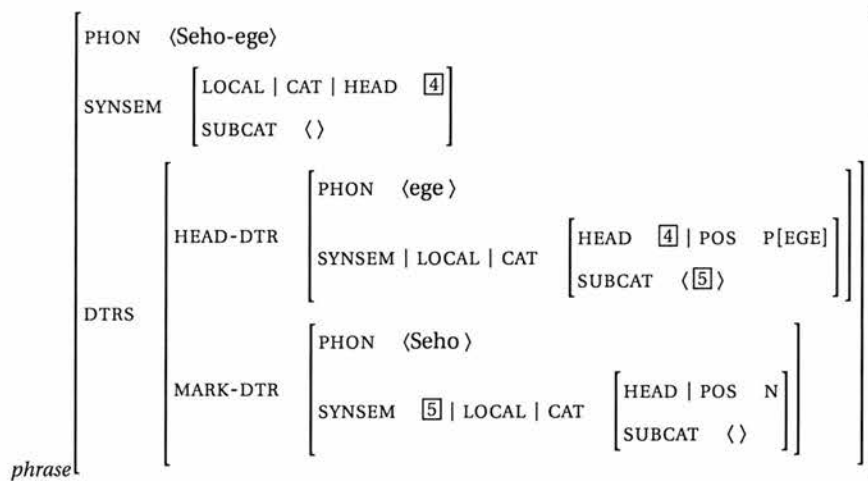 PHON ⟨Seho-ege⟩
SYNSEM [LOCAL | CAT | HEAD 4
SUBCAT ⟨ ⟩]
DTRS
HEAD-DTR
PHON ⟨ege ⟩
SYNSEM | LOCAL | CAT
HEAD 4 | POS P[EGE]
SUBCAT ⟨5⟩
MARK-DTR
PHON ⟨Seho ⟩
SYNSEM 5 | LOCAL | CAT
HEAD | POS N
SUBCAT ⟨ ⟩
phrase